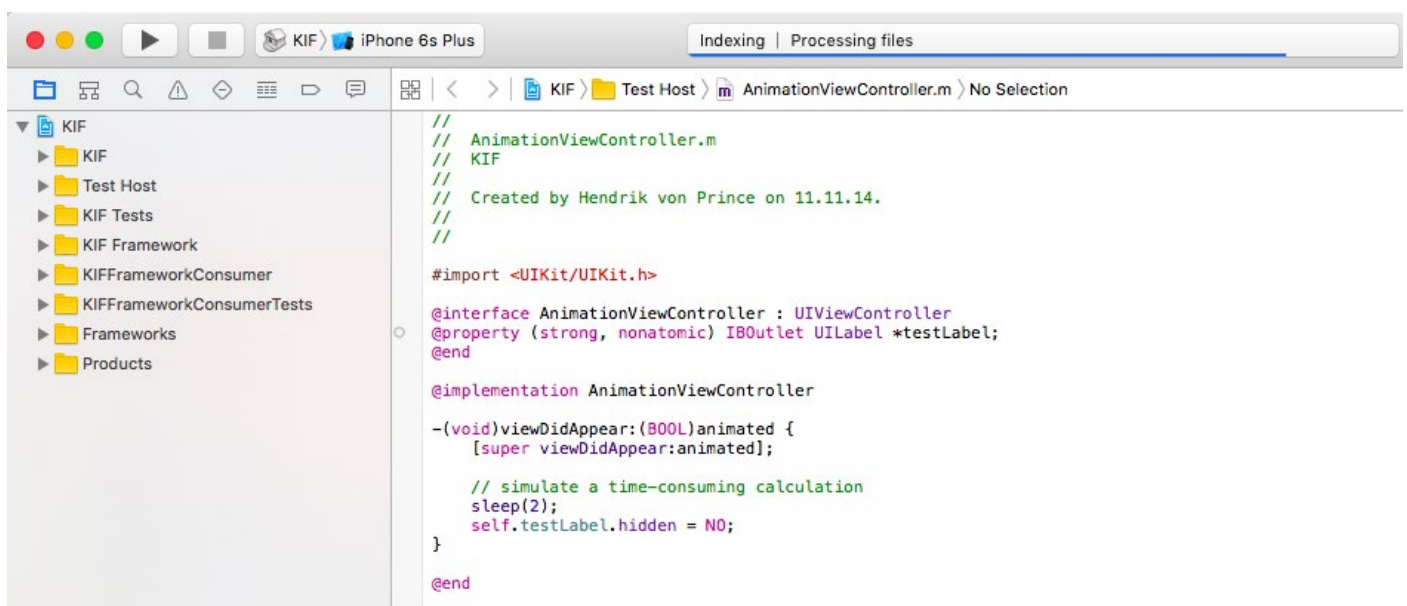 KIF 〉 iPhone 6s Plus
Indexing | Processing files
KIF 〉 Test Host 〉 m AnimationViewController.m 〉 No Selection
KIF
KIF
Test Host
KIF Tests
KIF Framework
KIFFrameworkConsumer
KIFFrameworkConsumerTests
Frameworks
Products
//
//  AnimationViewController.m
//  KIF
//
//  Created by Hendrik von Prince on 11.11.14.
//
//
#import <UIKit/UIKit.h>
@interface AnimationViewController : UIViewController
@property (strong, nonatomic) IBOutlet UILabel *testLabel;
@end
@implementation AnimationViewController
-(void)viewDidAppear:(BOOL)animated {
    [super viewDidAppear:animated];
    // simulate a time-consuming calculation
    sleep(2);
    self.testLabel.hidden = NO;
}
@end